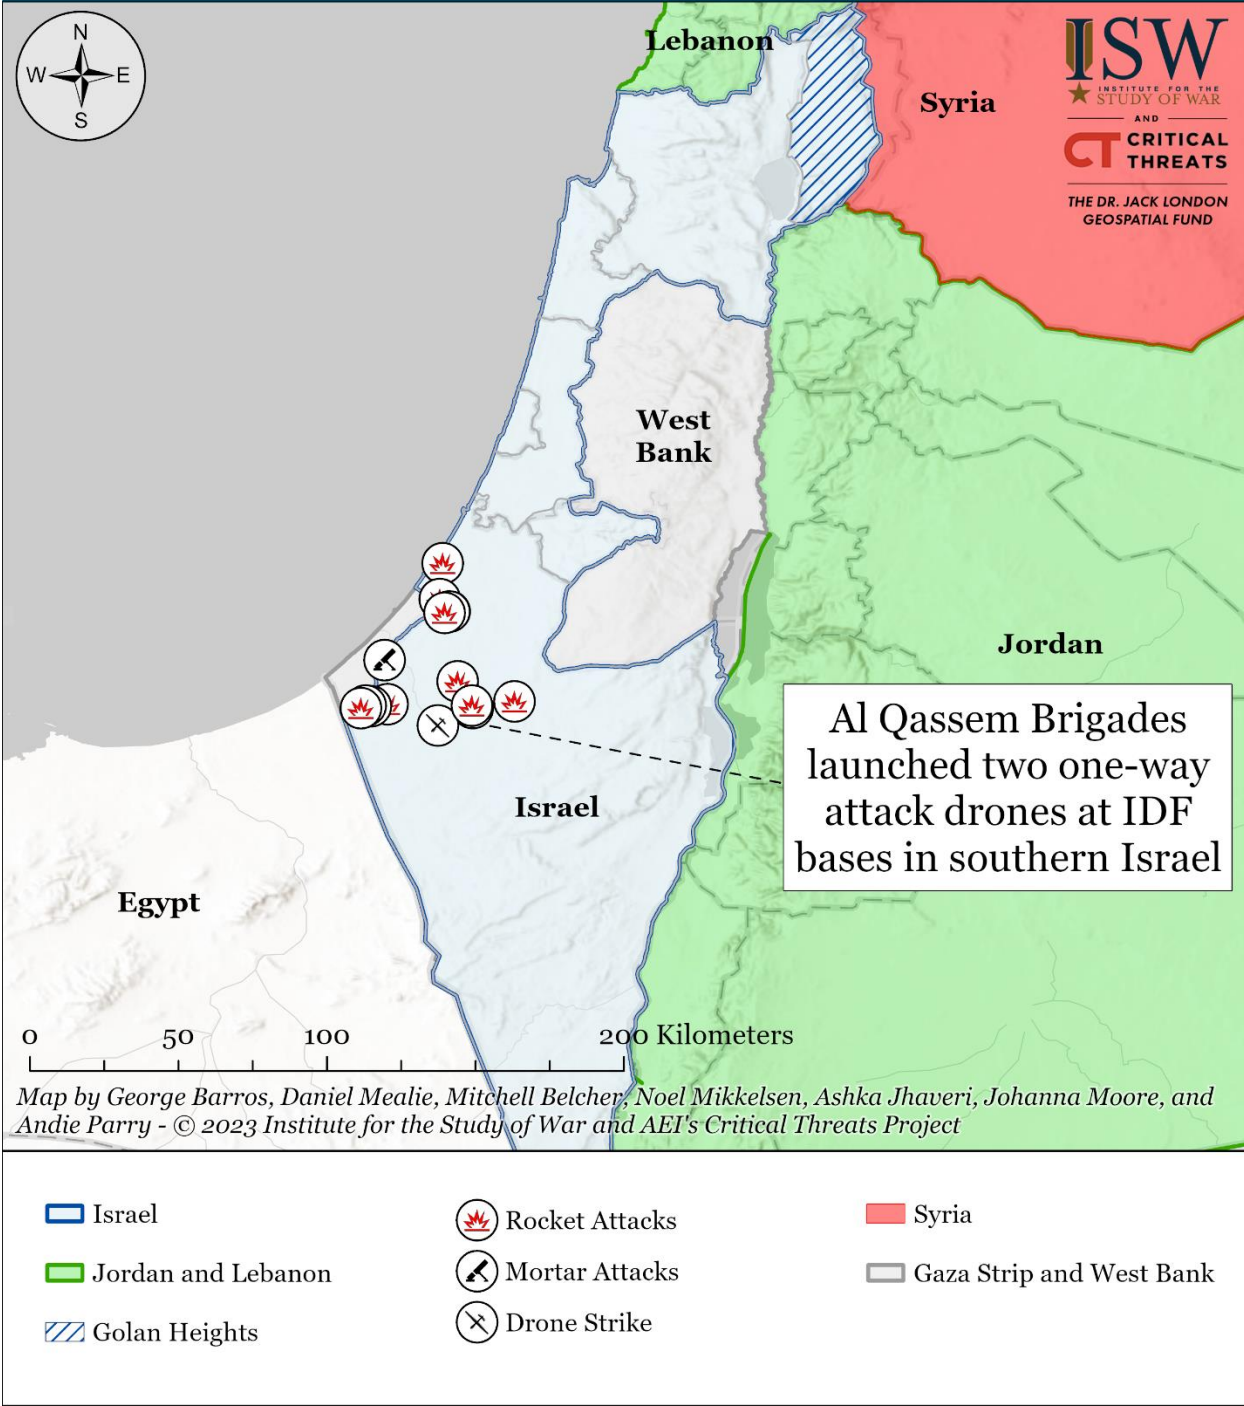 N
W E
S
Lebanon
Syria
ISW
INSTITUTE FOR THE
STUDY OF WAR
AND
CT CRITICAL
THREATS
THE DR. JACK LONDON
GEOSPATIAL FUND
West
Bank
Jordan
Al Qassem Brigades
launched two one-way
attack drones at IDF
bases in southern Israel
Israel
Egypt
0 50 100 200 Kilometers
Map by George Barros, Daniel Mealie, Mitchell Belcher, Noel Mikkelsen, Ashka Jhaveri, Johanna Moore, and
Andie Parry - © 2023 Institute for the Study of War and AEI's Critical Threats Project
Israel
Jordan and Lebanon
Golan Heights
Rocket Attacks
Mortar Attacks
Drone Strike
Syria
Gaza Strip and West Bank